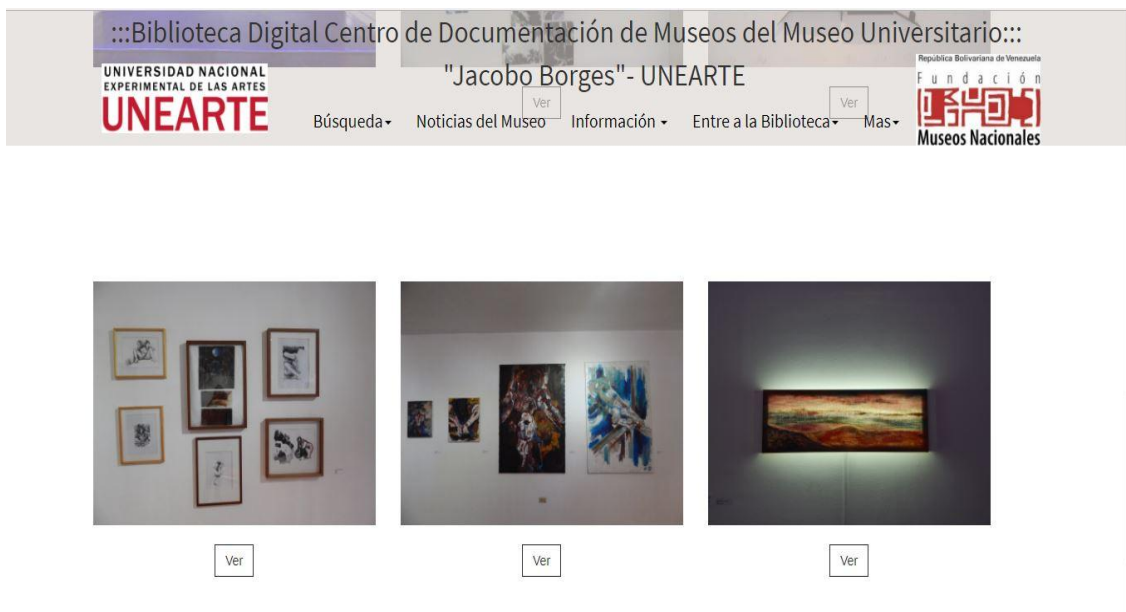 :::Biblioteca Digital Centro de Documentación de Museos del Museo Universitario:::
"Jacobo Borges"- UNEARTE
UNIVERSIDAD NACIONAL
EXPERIMENTAL DE LAS ARTES
UNEARTE
República Bolivariana de Venezuela
Fundación
Museos Nacionales
Ver
Ver
Búsqueda
Noticias del Museo
Información
Entre a la Biblioteca
Mas
Ver
Ver
Ver